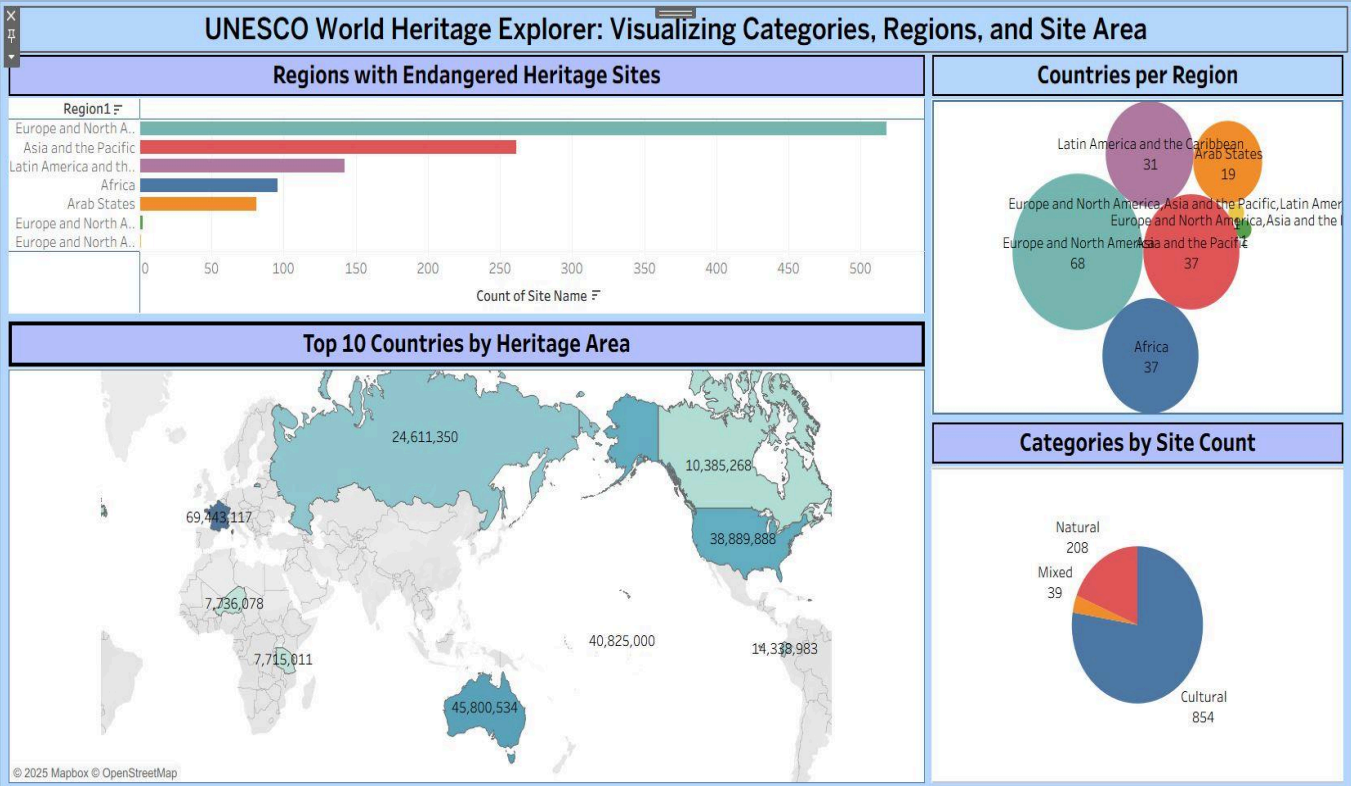 UNESCO World Heritage Explorer: Visualizing Categories, Regions, and Site Area
Regions with Endangered Heritage Sites
Region1
Europe and North A..
Asia and the Pacific
Latin America and th..
Africa
Arab States
Europe and North A..
Europe and North A..
0 50 100 150 200 250 300 350 400 450 500
Count of Site Name
Countries per Region
Latin America and the Caribbean
31
Arab States
19
Europe and North America,Asia and the Pacific,Latin Amer
Europe and North America,Asia and the
Europe and North America
68
Asia and the Pacific
37
Africa
37
Top 10 Countries by Heritage Area
24,611,350
10,385,268
69,443,117
38,889,888
7,736,078
40,825,000
14,338,983
7,715,011
45,800,534
© 2025 Mapbox © OpenStreetMap
Categories by Site Count
Natural
208
Mixed
39
Cultural
854